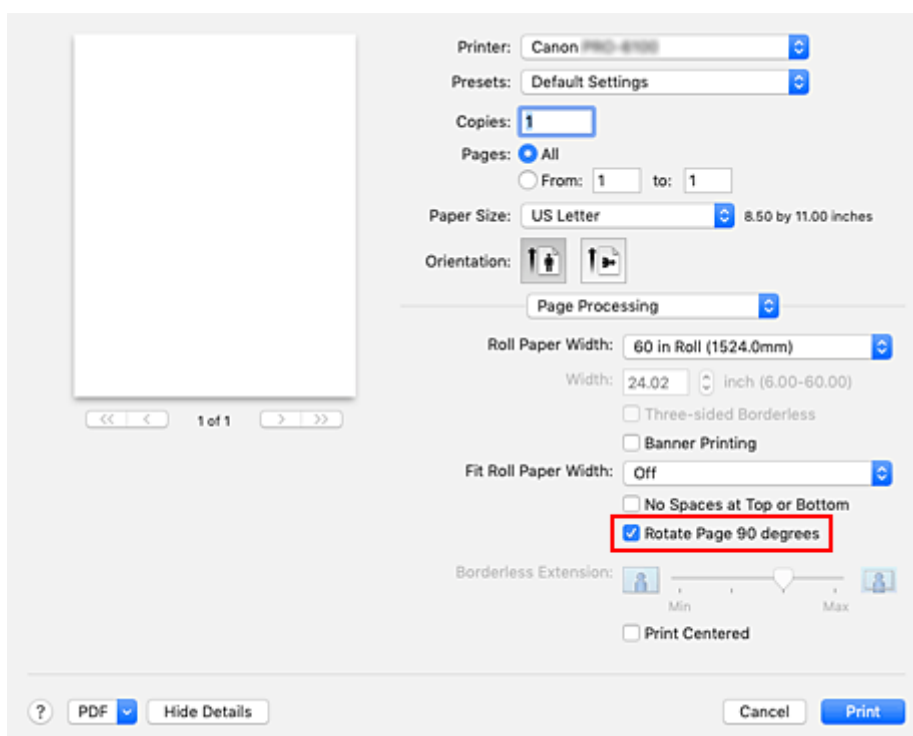 Printer: Canon
Presets: Default Settings
Copies: 1
Pages: All
From: 1 to: 1
Paper Size: US Letter 8.50 by 11.00 inches
Orientation:
Page Processing
Roll Paper Width: 60 in Roll (1524.0mm)
Width: 24.02 inch (6.00-60.00)
Three-sided Borderless
1 of 1
Banner Printing
Fit Roll Paper Width: Off
No Spaces at Top or Bottom
Rotate Page 90 degrees
Borderless Extension:
Min Max
Print Centered
? PDF Hide Details Cancel Print